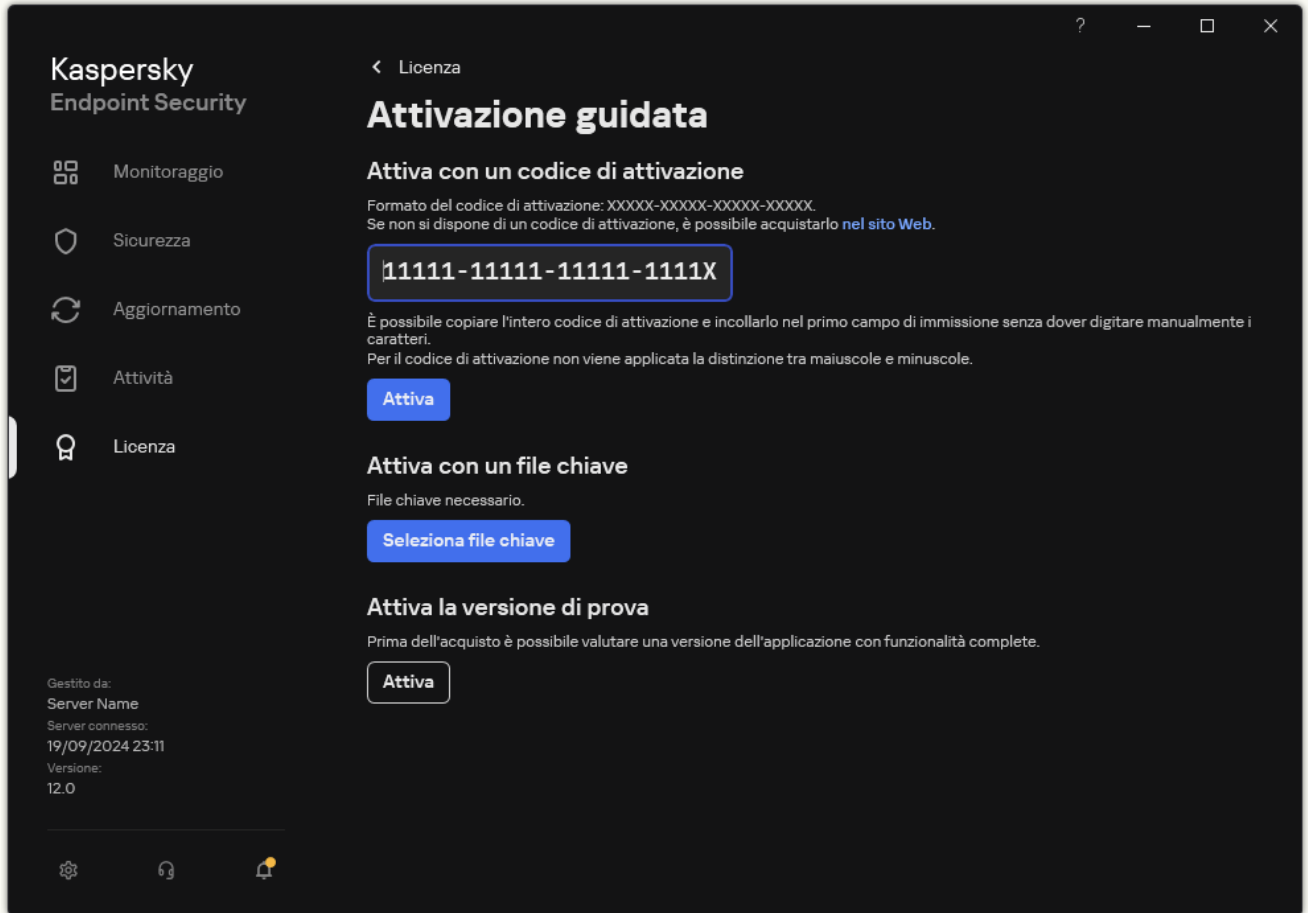 Kaspersky
Endpoint Security
Monitoraggio
Sicurezza
Aggiornamento
Attività
Licenza
Gestito da:
Server Name
Server connesso:
19/09/2024 23:11
Versione:
12.0
?
Licenza
Attivazione guidata
Attiva con un codice di attivazione
Formato del codice di attivazione: XXXXX-XXXXX-XXXXX-XXXXX.
Se non si dispone di un codice di attivazione, è possibile acquistarlo nel sito Web.
11111-11111-11111-1111X
È possibile copiare l'intero codice di attivazione e incollarlo nel primo campo di immissione senza dover digitare manualmente i
caratteri.
Per il codice di attivazione non viene applicata la distinzione tra maiuscole e minuscole.
Attiva
Attiva con un file chiave
File chiave necessario.
Seleziona file chiave
Attiva la versione di prova
Prima dell'acquisto è possibile valutare una versione dell'applicazione con funzionalità complete.
Attiva